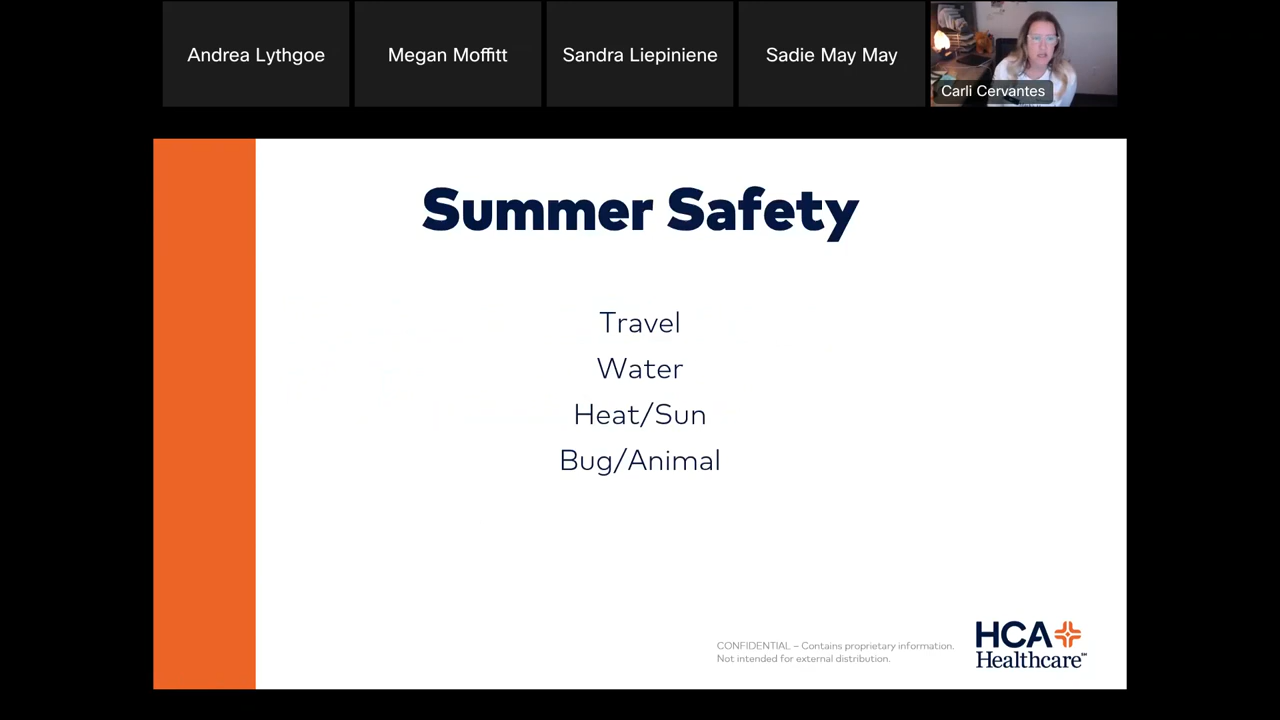 Andrea Lythgoe
Megan Moffitt
Sandra Liepiniene
Sadie May May
Carli Cervantes
Summer Safety
Travel
Water
Heat/Sun
Bug/Animal
CONFIDENTIAL – Contains proprietary information.
Not intended for external distribution.
HCA
Healthcare℠